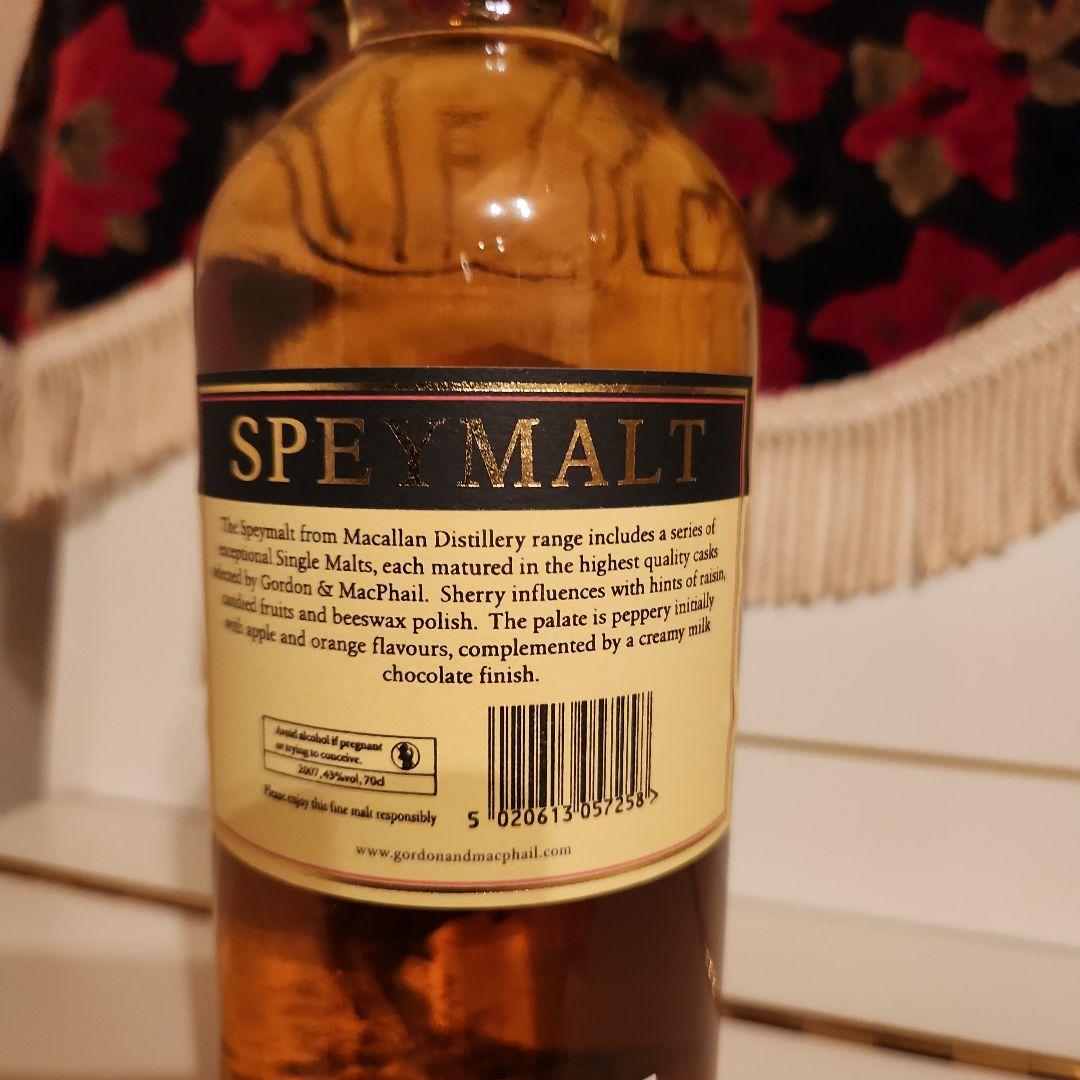 SPEYMALT
The Speymalt from Macallan Distillery range includes a series of
exceptional Single Malts, each matured in the highest quality casks
selected by Gordon & MacPhail. Sherry influences with hints of raisin,
candied fruits and beeswax polish. The palate is peppery initially
with apple and orange flavours, complemented by a creamy milk
chocolate finish.
Avoid alcohol if pregnant
or trying to conceive.
2007, 43%vol, 70cl
Please enjoy this fine malt responsibly
5 020613 057258 >
www.gordonandmacphail.com